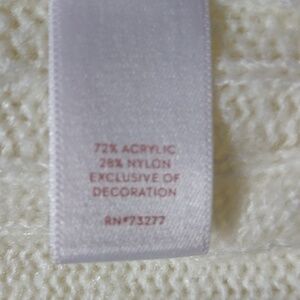 72% ACRYLIC
28% NYLON
EXCLUSIVE OF
DECORATION
RN#73277